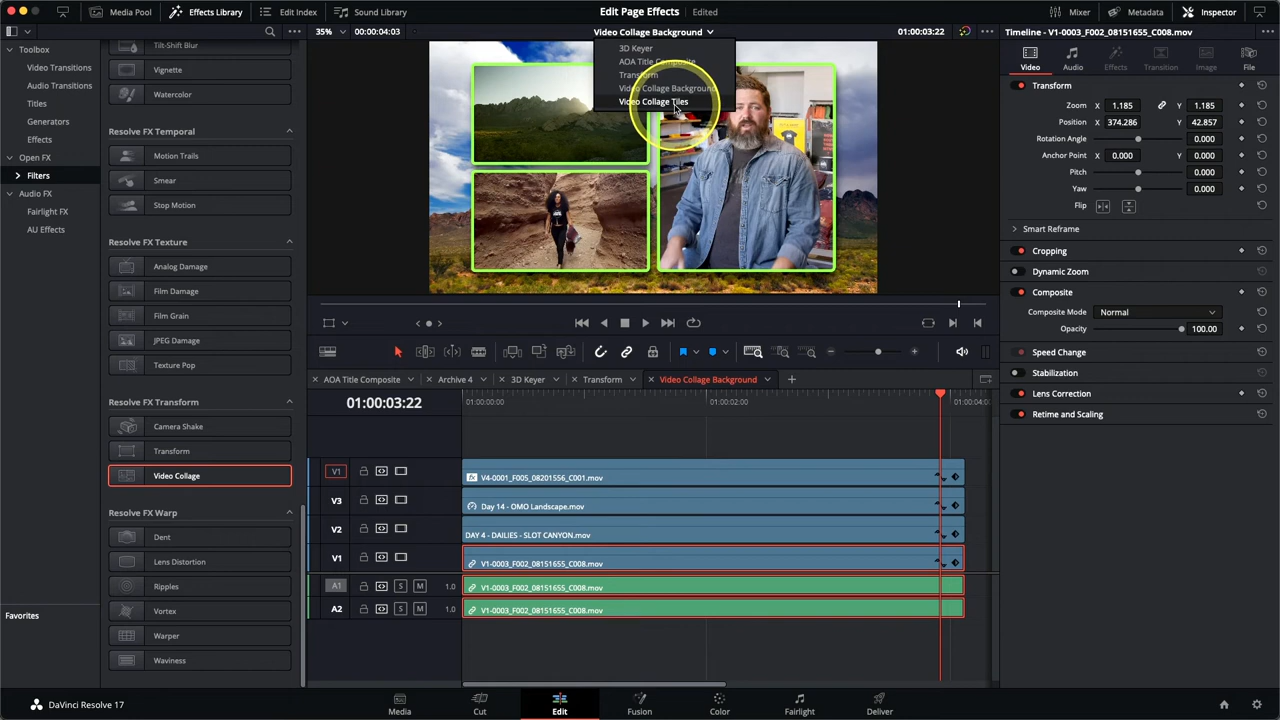 Media Pool
Effects Library
Edit Index
Sound Library
Edit Page Effects
Edited
Mixer
Metadata
Inspector
35%
00:00:04:03
Video Collage Background
01:00:03:22
Timeline - V1-0003_F002_08151655_C008.mov
Toolbox
Video Transitions
Audio Transitions
Titles
Generators
Effects
Open FX
Filters
Audio FX
Fairlight FX
AU Effects
Favorites
Tilt-Shift Blur
Vignette
Watercolor
Resolve FX Temporal
Motion Trails
Smear
Stop Motion
Resolve FX Texture
Analog Damage
Film Damage
Film Grain
JPEG Damage
Texture Pop
Resolve FX Transform
Camera Shake
Transform
Video Collage
Resolve FX Warp
Dent
Lens Distortion
Ripples
Vortex
Warper
Waviness
3D Keyer
AOA Title Composite
Transform
Video Collage Background
Video Collage Tiles
Video
Audio
Effects
Transition
Image
File
Transform
Zoom X 1.185 Y 1.185
Position X 374.286 Y 42.857
Rotation Angle 0.000
Anchor Point X 0.000 Y 0.000
Pitch 0.000
Yaw 0.000
Flip
Smart Reframe
Cropping
Dynamic Zoom
Composite
Composite Mode Normal
Opacity 100.00
Speed Change
Stabilization
Lens Correction
Retime and Scaling
AOA Title Composite
Archive 4
3D Keyer
Transform
Video Collage Background
01:00:03:22
01:00:00:00
01:00:02:00
01:00:04:0
V1 V4-0001_F005_08201556_C001.mov
V3 Day 14 - OMO Landscape.mov
V2 DAY 4 - DAILIES - SLOT CANYON.mov
V1 V1-0003_F002_08151655_C008.mov
A1 S M 1.0 V1-0003_F002_08151655_C008.mov
A2 S M 1.0 V1-0003_F002_08151655_C008.mov
DaVinci Resolve 17
Media
Cut
Edit
Fusion
Color
Fairlight
Deliver